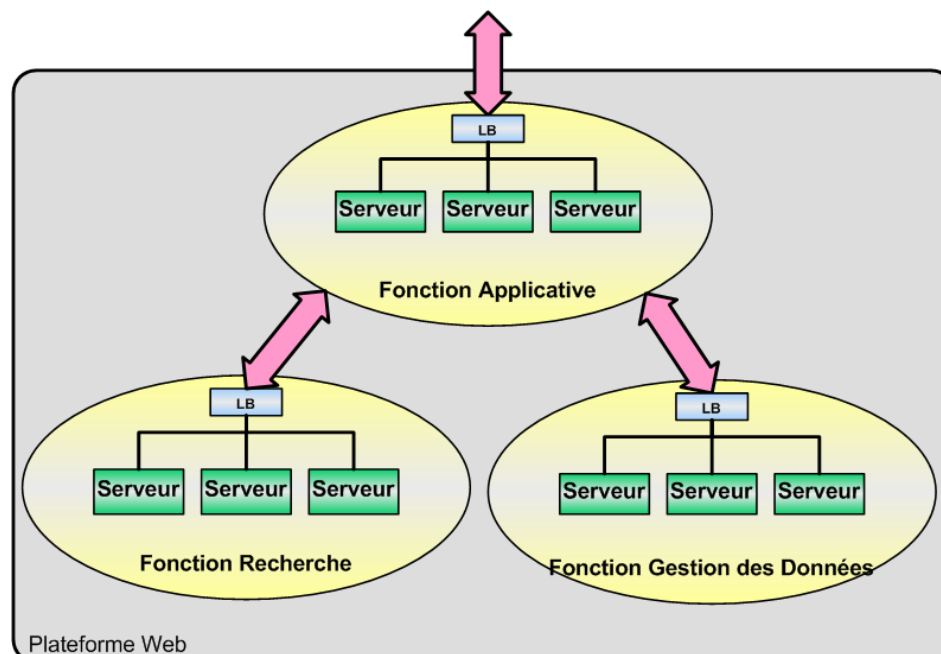 LB
Serveur Serveur Serveur
Fonction Applicative
LB
Serveur Serveur Serveur
Fonction Recherche
LB
Serveur Serveur Serveur
Fonction Gestion des Données
Plateforme Web